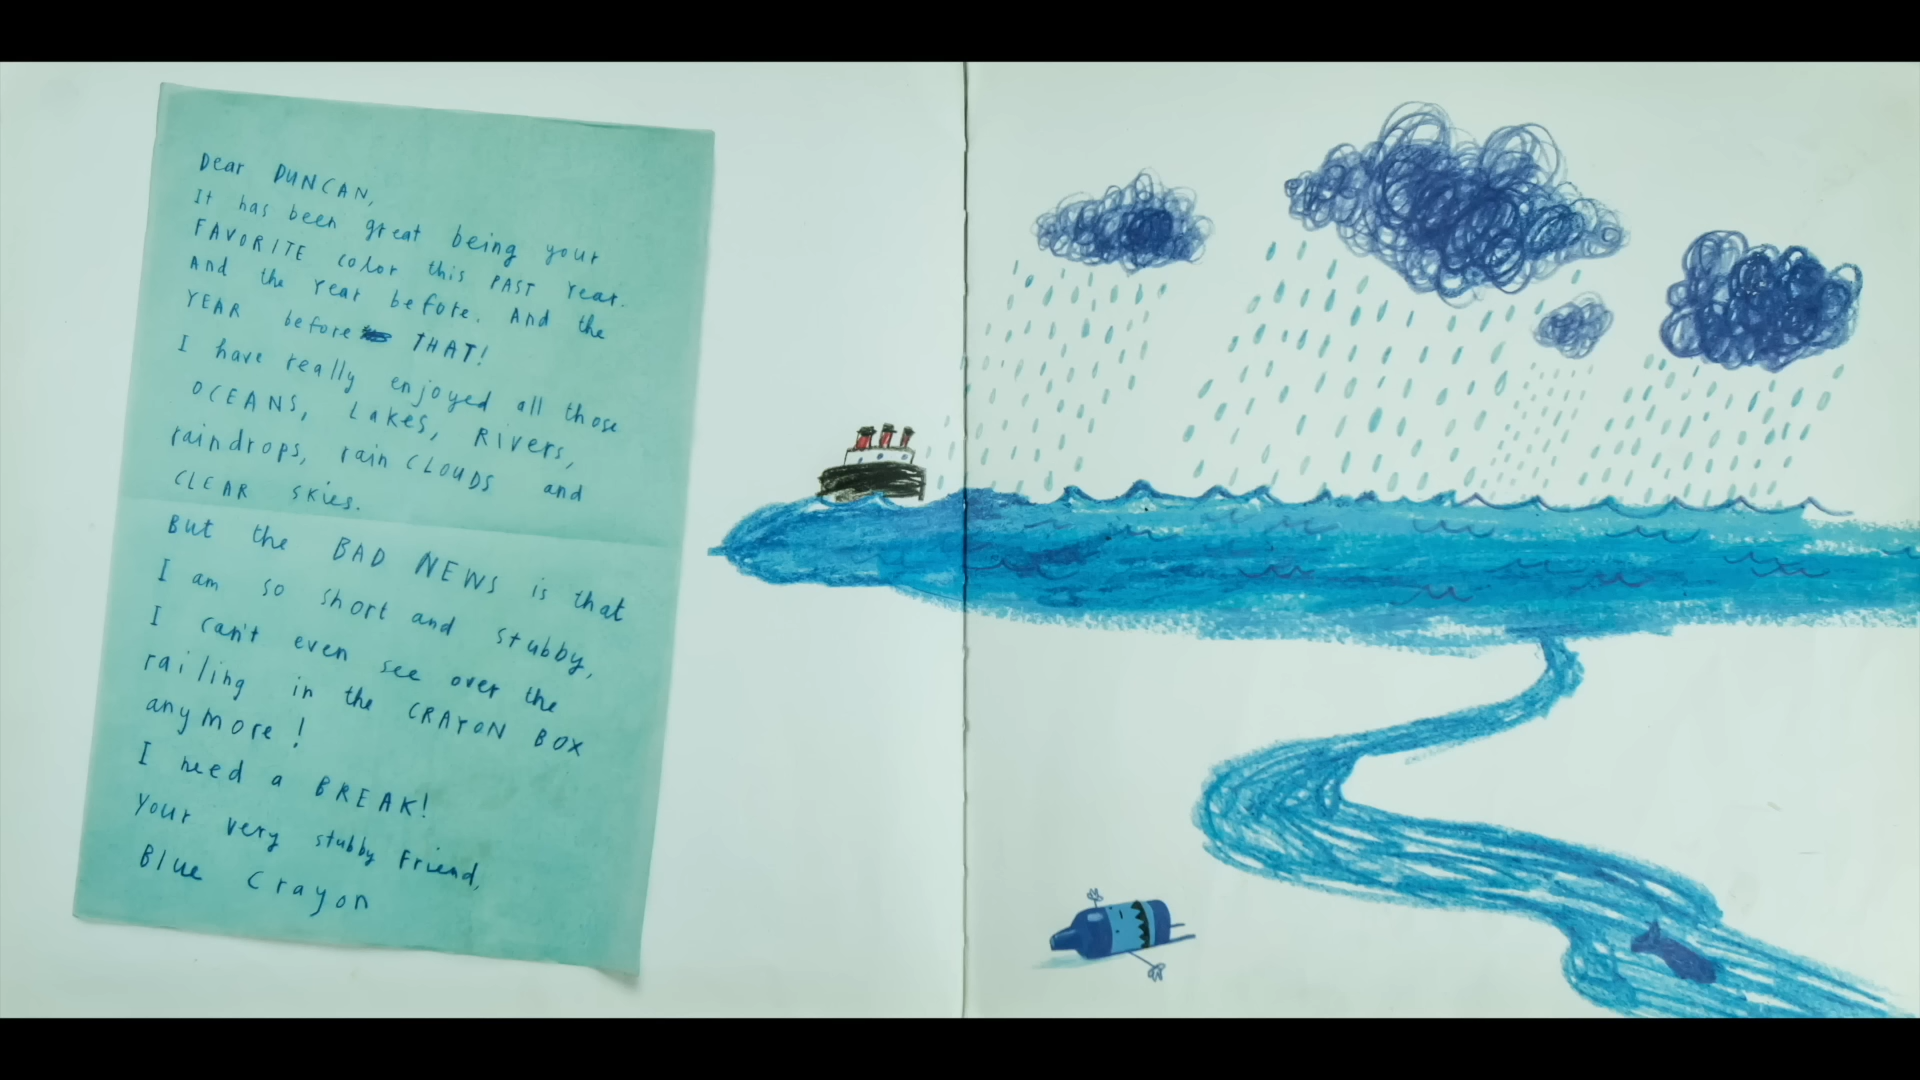 Dear DUNCAN,
It has been great being your
FAVORITE color this PAST Year.
And the Year before. And the
YEAR before THAT!
I have really enjoyed all those
OCEANS, Lakes, Rivers,
raindrops, rain CLOUDS and
CLEAR skies.
But the BAD NEWS is that
I am so short and stubby,
I can't even see over the
railing in the CRAYON BOX
anymore!
I need a BREAK!
Your very stubby Friend,
Blue Crayon